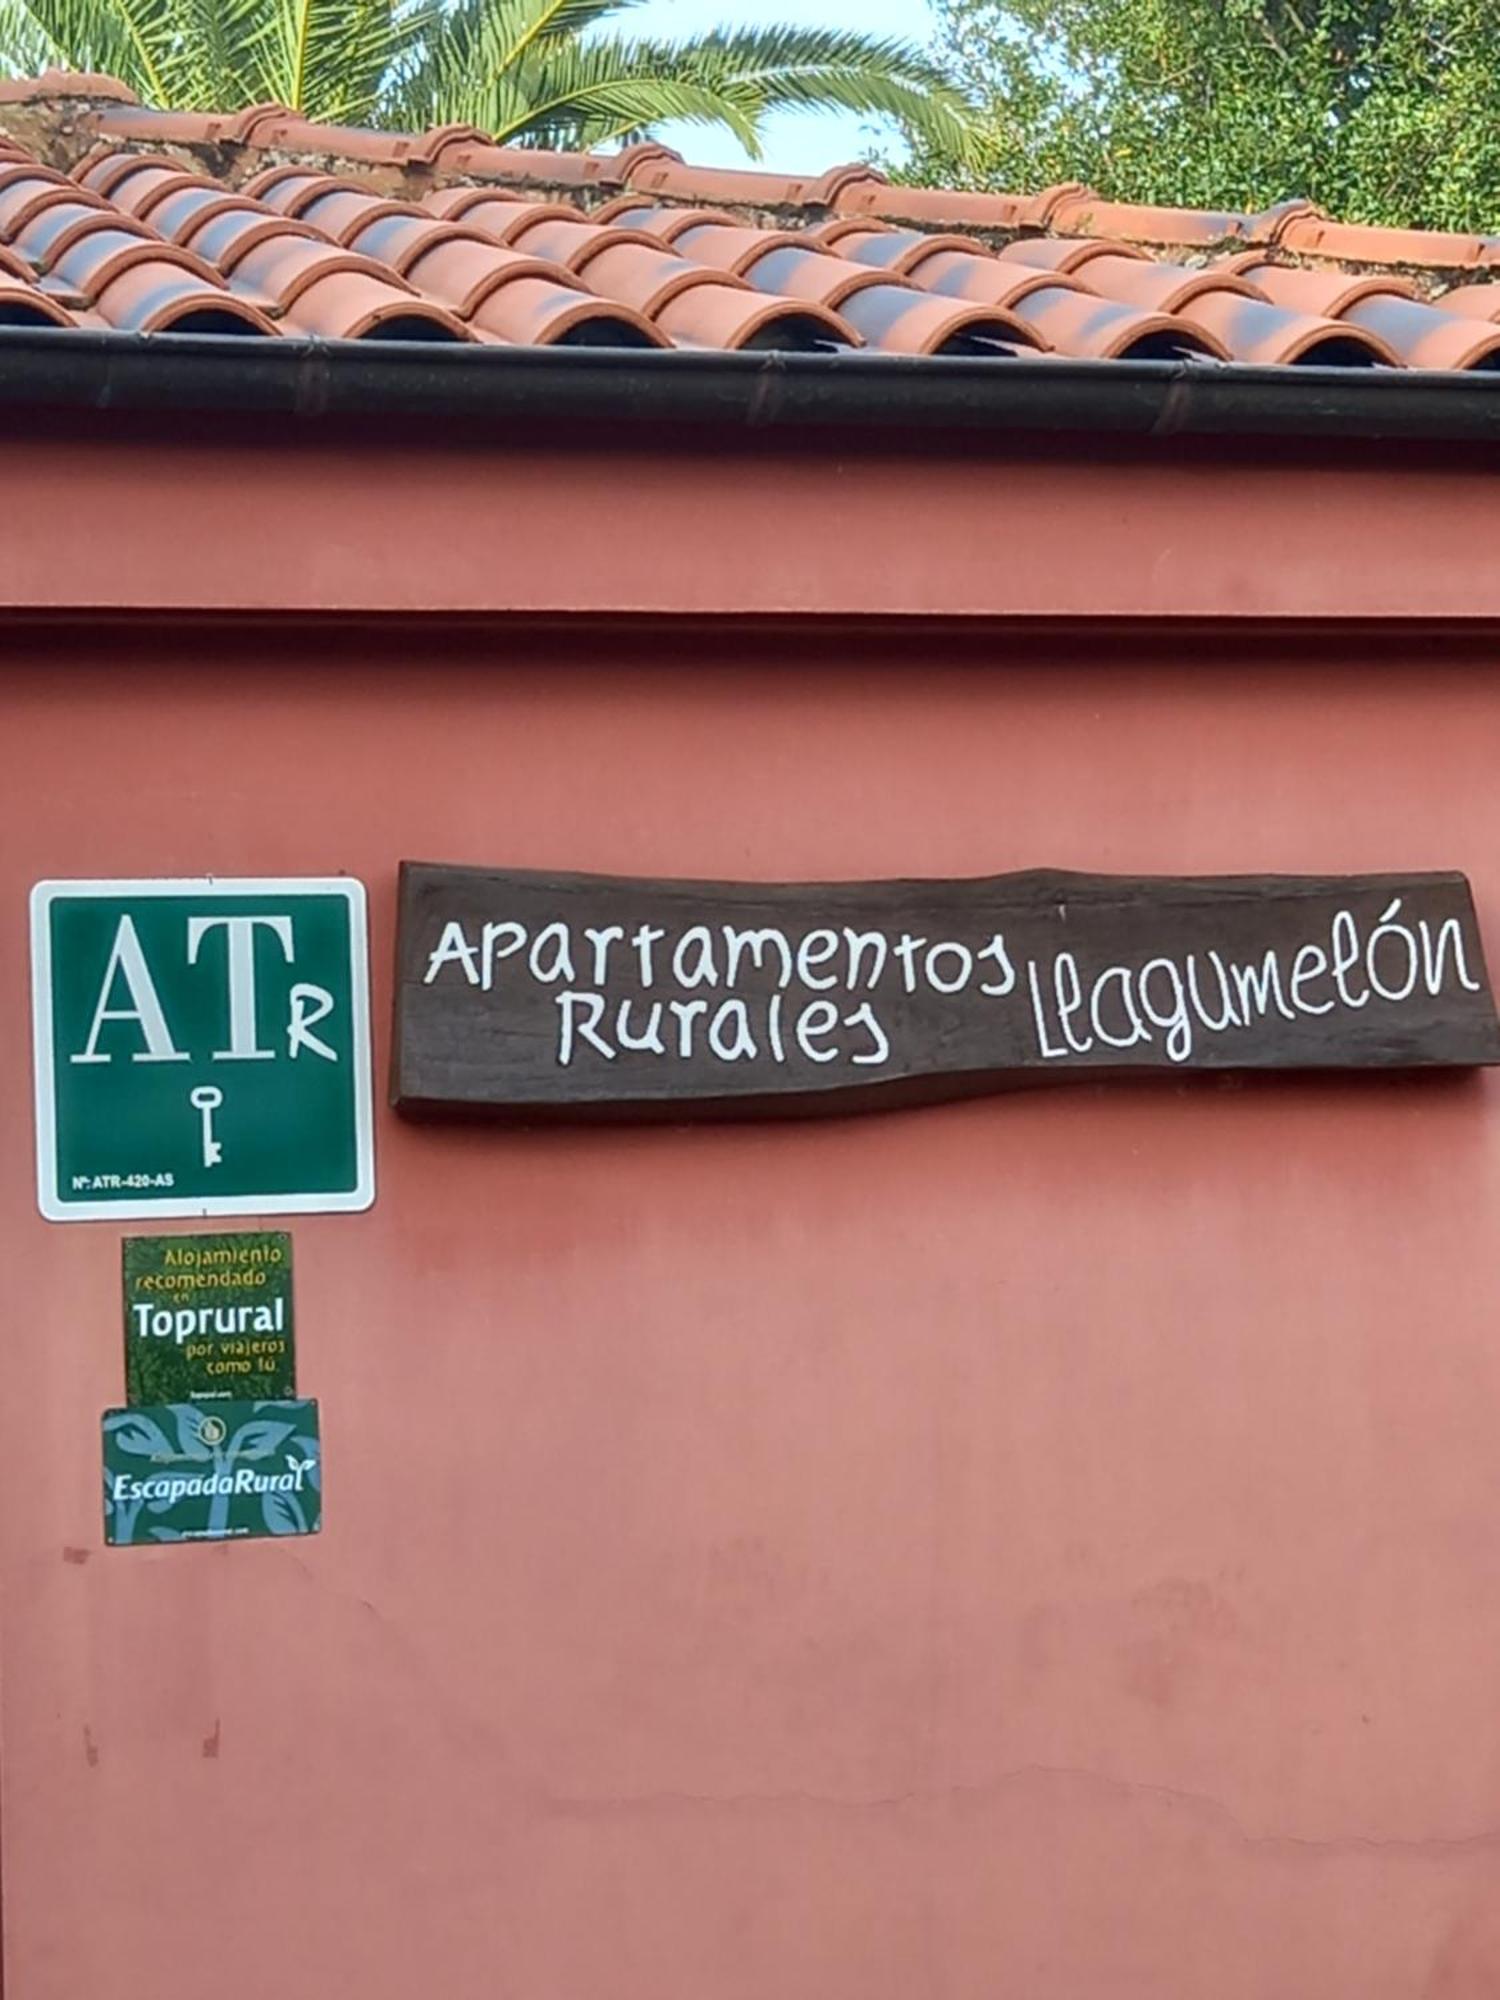 ATR
Nº: ATR-420-AS
Apartamentos
Rurales
Llagumelón
Alojamiento
recomendado
en
Toprural
por viajeros
como tú
EscapadaRural